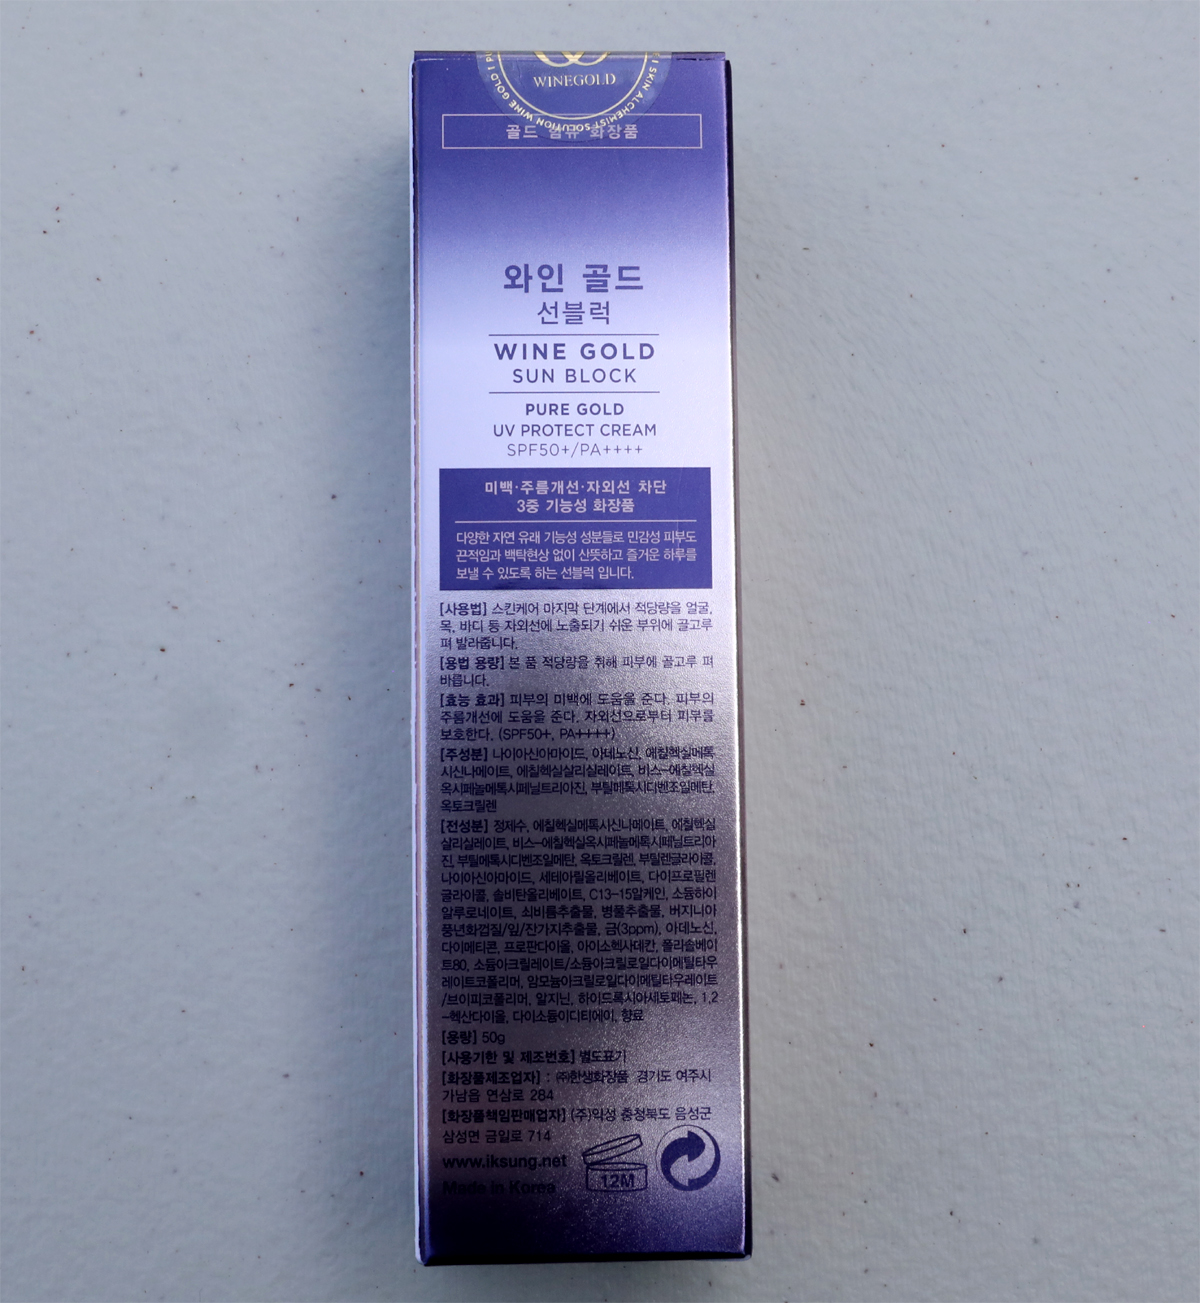 WINEGOLD
SKIN ALCHEMIST SOLUTION WINE GOLD
골드 함유 화장품
와인 골드
선블럭
WINE GOLD
SUN BLOCK
PURE GOLD
UV PROTECT CREAM
SPF50+/PA++++
미백·주름개선·자외선 차단
3중 기능성 화장품
다양한 자연 유래 기능성 성분들로 민감성 피부도
끈적임과 백탁현상 없이 산뜻하고 즐거운 하루를
보낼 수 있도록 하는 선블럭 입니다.
[사용법] 스킨케어 마지막 단계에서 적당량을 얼굴,
목, 바디 등 자외선에 노출되기 쉬운 부위에 골고루
펴 발라줍니다.
[용법 용량] 본 품 적당량을 취해 피부에 골고루 펴
바릅니다.
[효능 효과] 피부의 미백에 도움을 준다. 피부의
주름개선에 도움을 준다. 자외선으로부터 피부를
보호한다. (SPF50+, PA++++)
[주성분] 나이아신아마이드, 아데노신, 에칠헥실메톡
시신나메이트, 에칠헥실살리실레이트, 비스-에칠헥실
옥시페놀메톡시페닐트리아진, 부틸메톡시디벤조일메탄,
옥토크릴렌
[전성분] 정제수, 에칠헥실메톡시신나메이트, 에칠헥실
살리실레이트, 비스-에칠헥실옥시페놀메톡시페닐트리아
진, 부틸메톡시디벤조일메탄, 옥토크릴렌, 부틸렌글라이콜,
나이아신아마이드, 세테아릴올리베이트, 다이프로필렌
글라이콜, 솔비탄올리베이트, C13-15알케인, 소듐하이
알루로네이트, 쇠비름추출물, 병풀추출물, 버지니아
풍년화껍질/잎/잔가지추출물, 금(3ppm), 아데노신,
다이메티콘, 프로판다이올, 아이소헥사데칸, 폴리솔베이
트80, 소듐아크릴레이트/소듐아크릴로일다이메틸타우
레이트코폴리머, 암모늄아크릴로일다이메틸타우레이트
/브이피코폴리머, 알지닌, 하이드록시아세토페논, 1,2
-헥산다이올, 다이소듐이디티에이, 향료
[용량] 50g
[사용기한 및 제조번호] 별도표기
[화장품제조업자] : ㈜한생화장품 경기도 여주시
가남읍 연삼로 284
[화장품책임판매업자] (주)익성 충청북도 음성군
삼성면 금일로 714
www.iksung.net
12M
Made in Korea